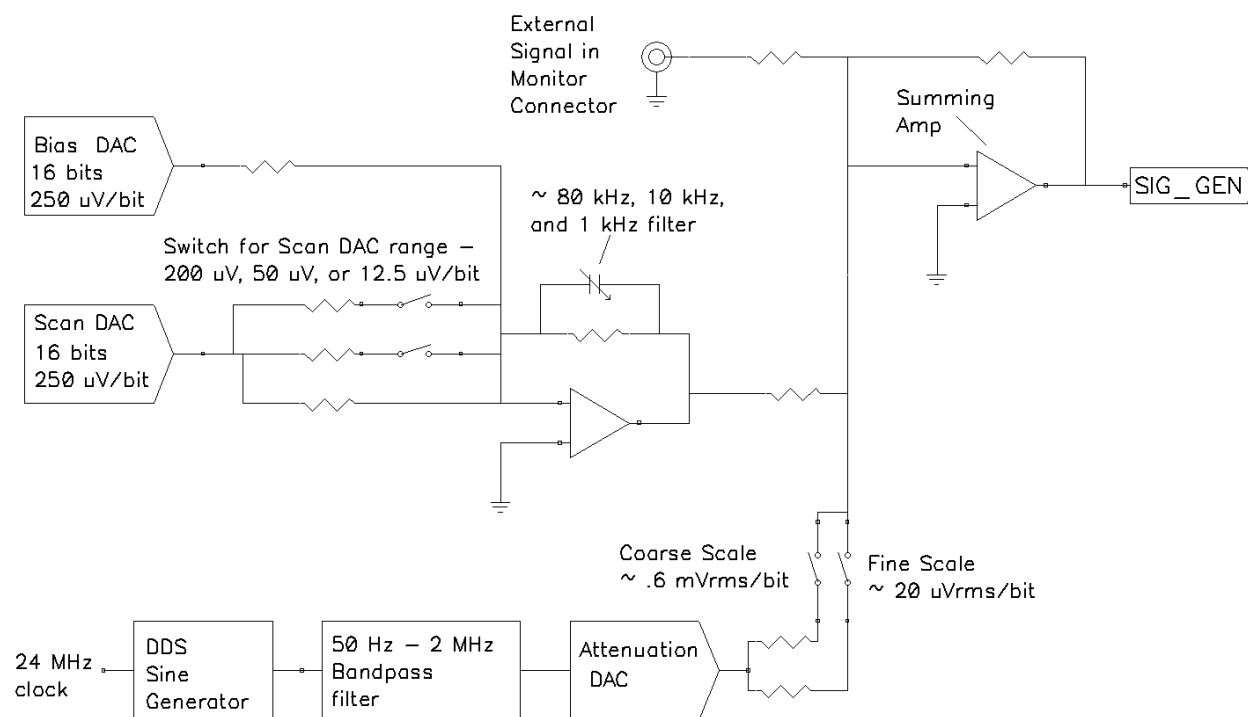 External
Signal in
Monitor
Connector
Summing
Amp
Bias DAC
16 bits
250 uV/bit
SIG_GEN
~ 80 kHz, 10 kHz,
and 1 kHz filter
Switch for Scan DAC range -
200 uV, 50 uV, or 12.5 uV/bit
Scan DAC
16 bits
250 uV/bit
Coarse Scale
~ .6 mVrms/bit
Fine Scale
~ 20 uVrms/bit
24 MHz
clock
DDS
Sine
Generator
50 Hz - 2 MHz
Bandpass
filter
Attenuation
DAC